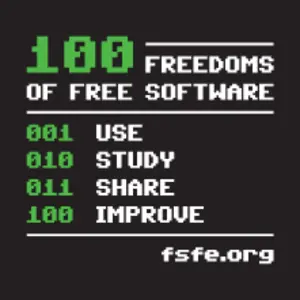 100 FREEDOMS
OF FREE SOFTWARE
001 USE
010 STUDY
011 SHARE
100 IMPROVE
fsfe.org